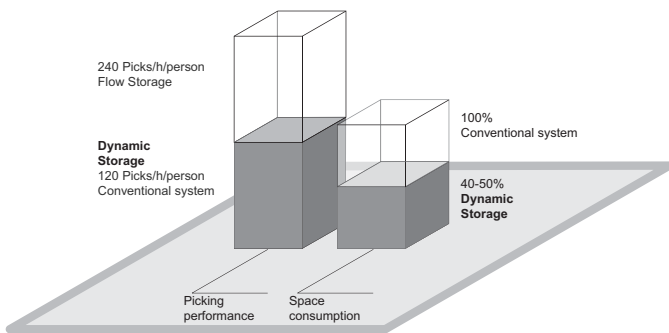 240 Picks/h/person
Flow Storage
Dynamic
Storage
120 Picks/h/person
Conventional system
100%
Conventional system
40-50%
Dynamic
Storage
Picking
performance
Space
consumption